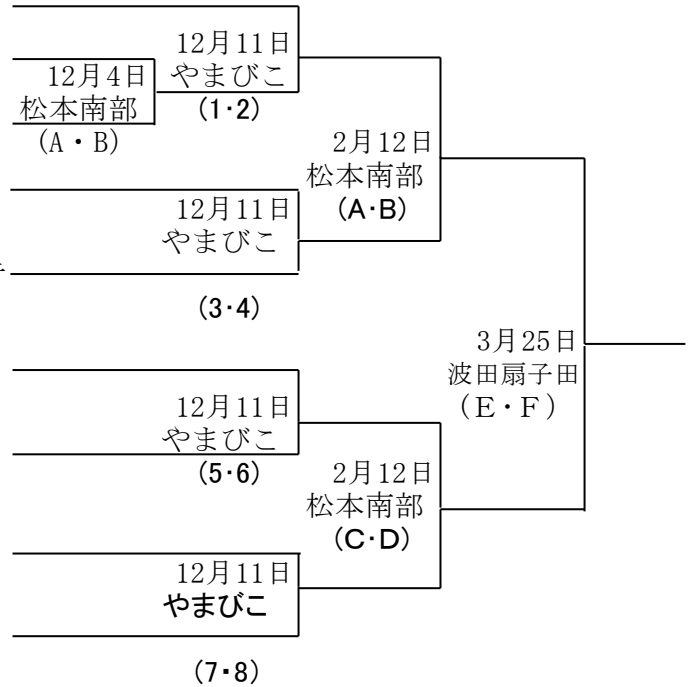 12月11日
やまびこ
(1・2)
12月4日
松本南部
(A・B)
2月12日
松本南部
(A・B)
12月11日
やまびこ
(3・4)
3月25日
波田扇子田
(E・F)
12月11日
やまびこ
(5・6)
2月12日
松本南部
(C・D)
12月11日
やまびこ
(7・8)